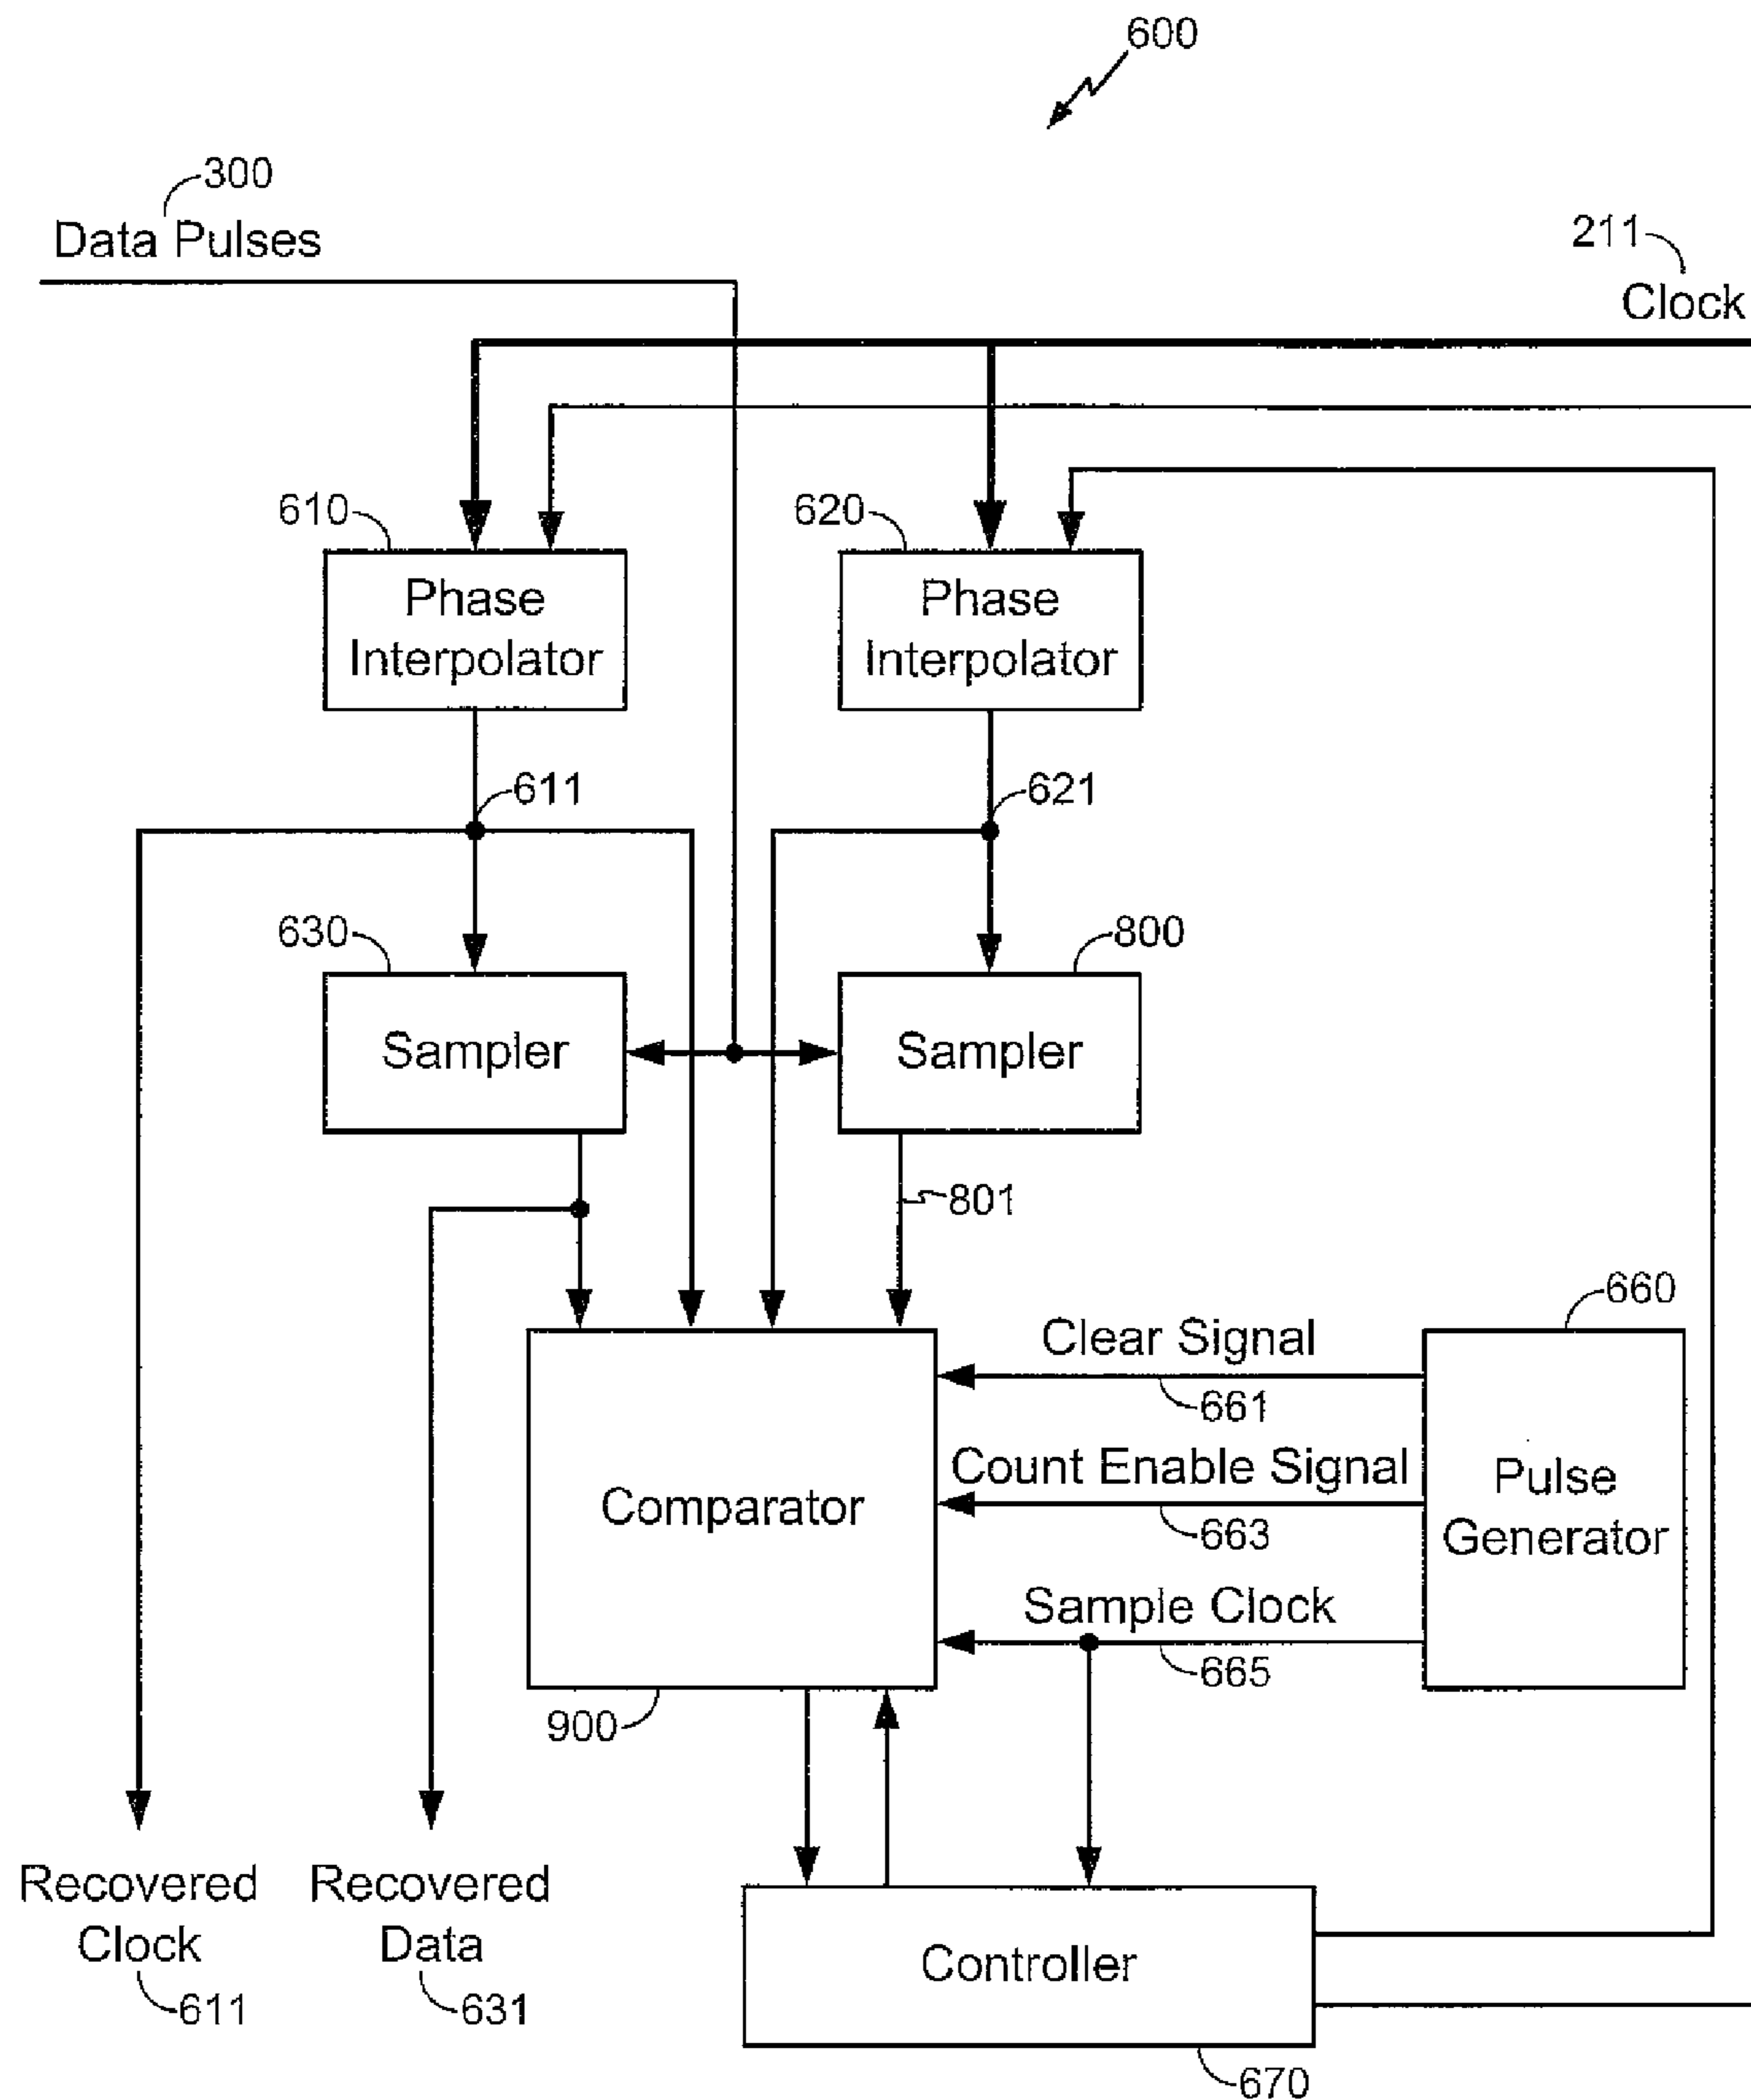 600
300
Data Pulses
211
Clock
610
620
Phase
Interpolator
Phase
Interpolator
611
621
630
800
Sampler
Sampler
801
660
Clear Signal
661
Count Enable Signal
663
Pulse
Generator
Comparator
Sample Clock
665
900
Recovered
Clock
611
Recovered
Data
631
Controller
670